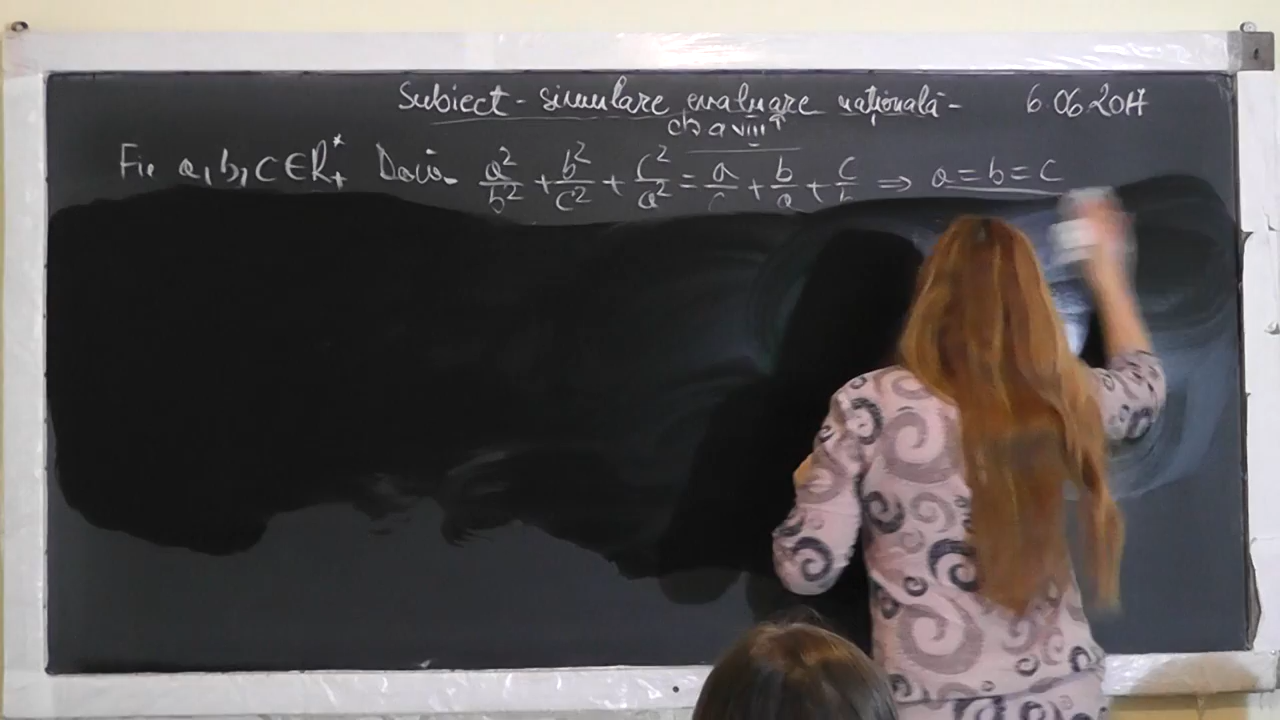 Subiect - simulare evaluare națională - 6.06.2017
cls a VIII a
Fie a, b, c ∈ R₊* Dacă a²/b² + b²/c² + c²/a² = a/c + b/a + c/b ⇒ a = b = c